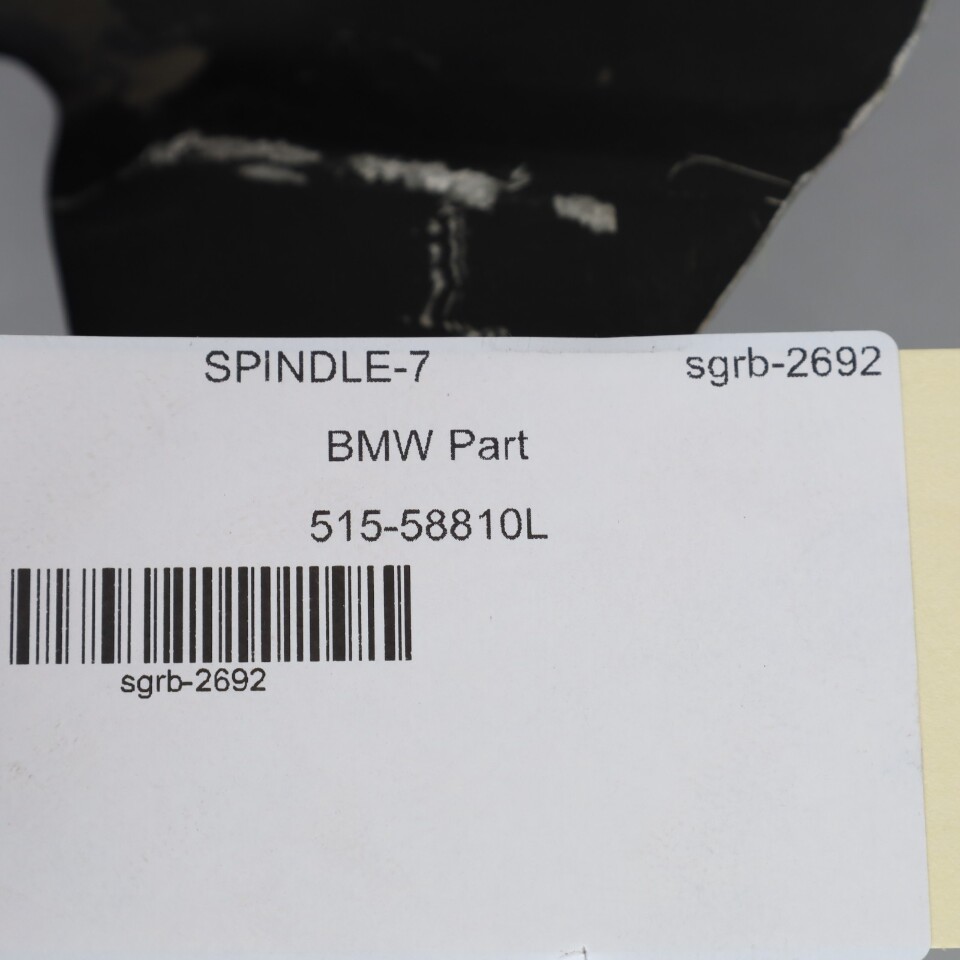 SPINDLE-7 sgrb-2692
BMW Part
515-58810L
sgrb-2692